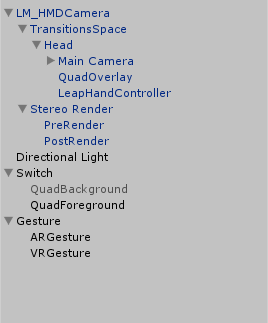 LM_HMDCamera
TransitionsSpace
Head
Main Camera
QuadOverlay
LeapHandController
Stereo Render
PreRender
PostRender
Directional Light
Switch
QuadBackground
QuadForeground
Gesture
ARGesture
VRGesture